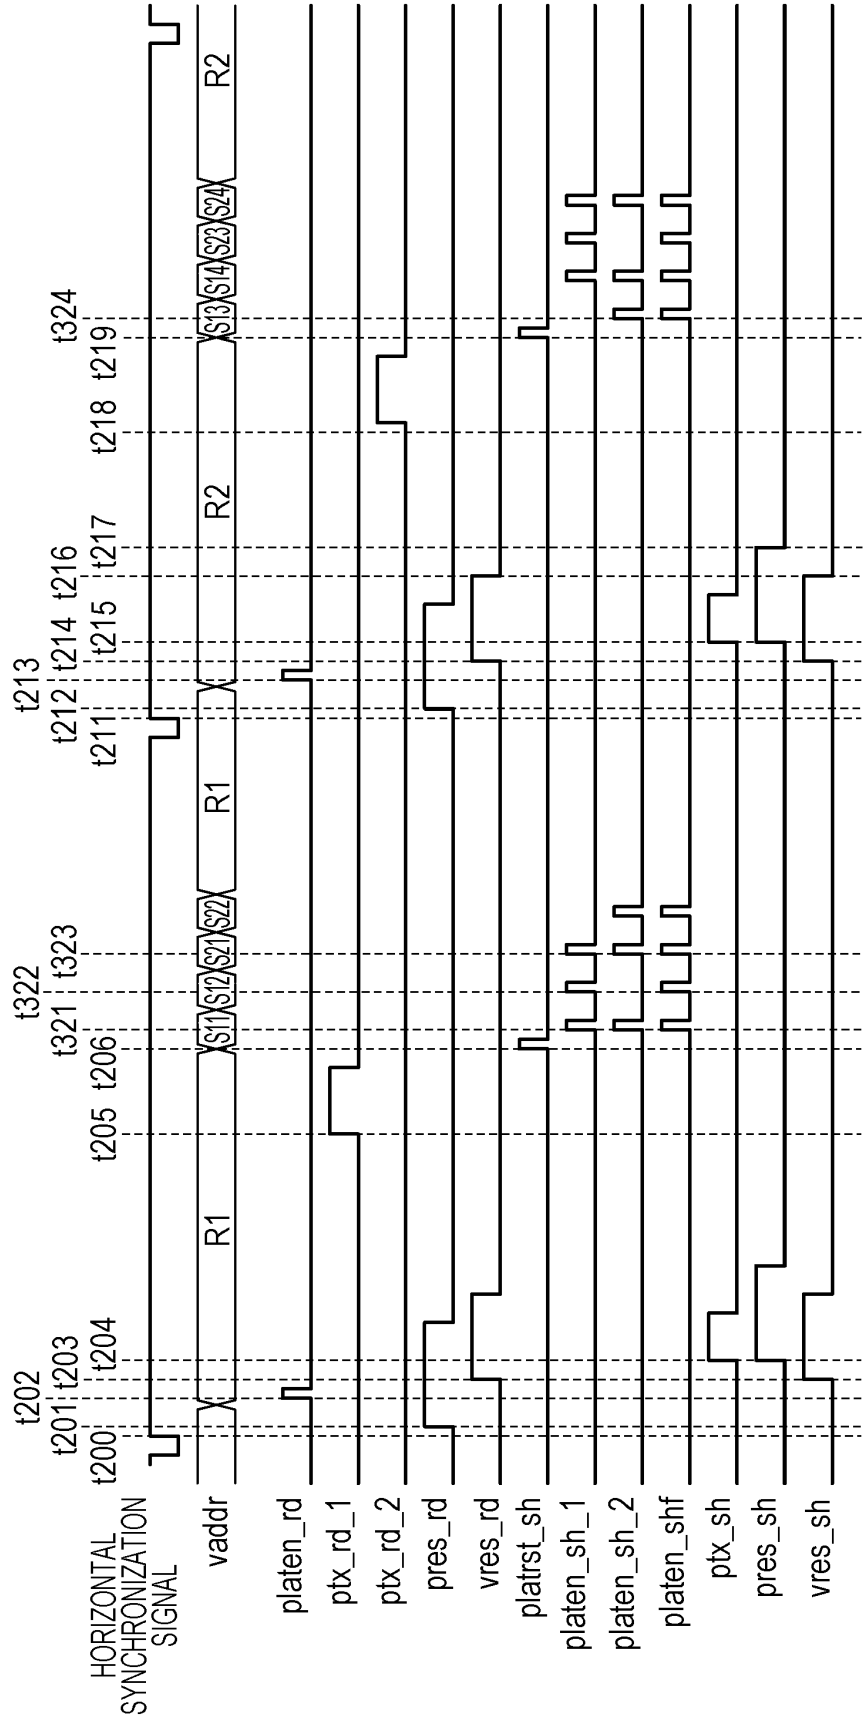 t200
t201
t202
t203
t204
t205
t206
t321
t322
t323
t211
t212
t213
t214
t215
t216
t217
t218
t219
t324
HORIZONTAL
SYNCHRONIZATION
SIGNAL
vaddr
R1
S11
S12
S21
S22
R1
R2
S13
S14
S23
S24
R2
platen_rd
ptx_rd_1
ptx_rd_2
pres_rd
vres_rd
platrst_sh
platen_sh_1
platen_sh_2
platen_shf
ptx_sh
pres_sh
vres_sh